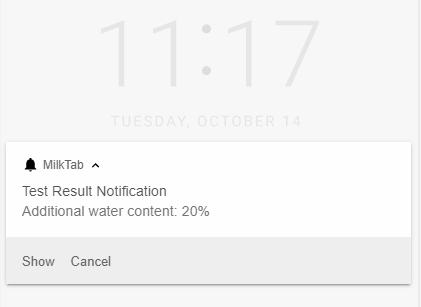 11:17
TUESDAY, OCTOBER 14
MilkTab
Test Result Notification
Additional water content: 20%
Show Cancel